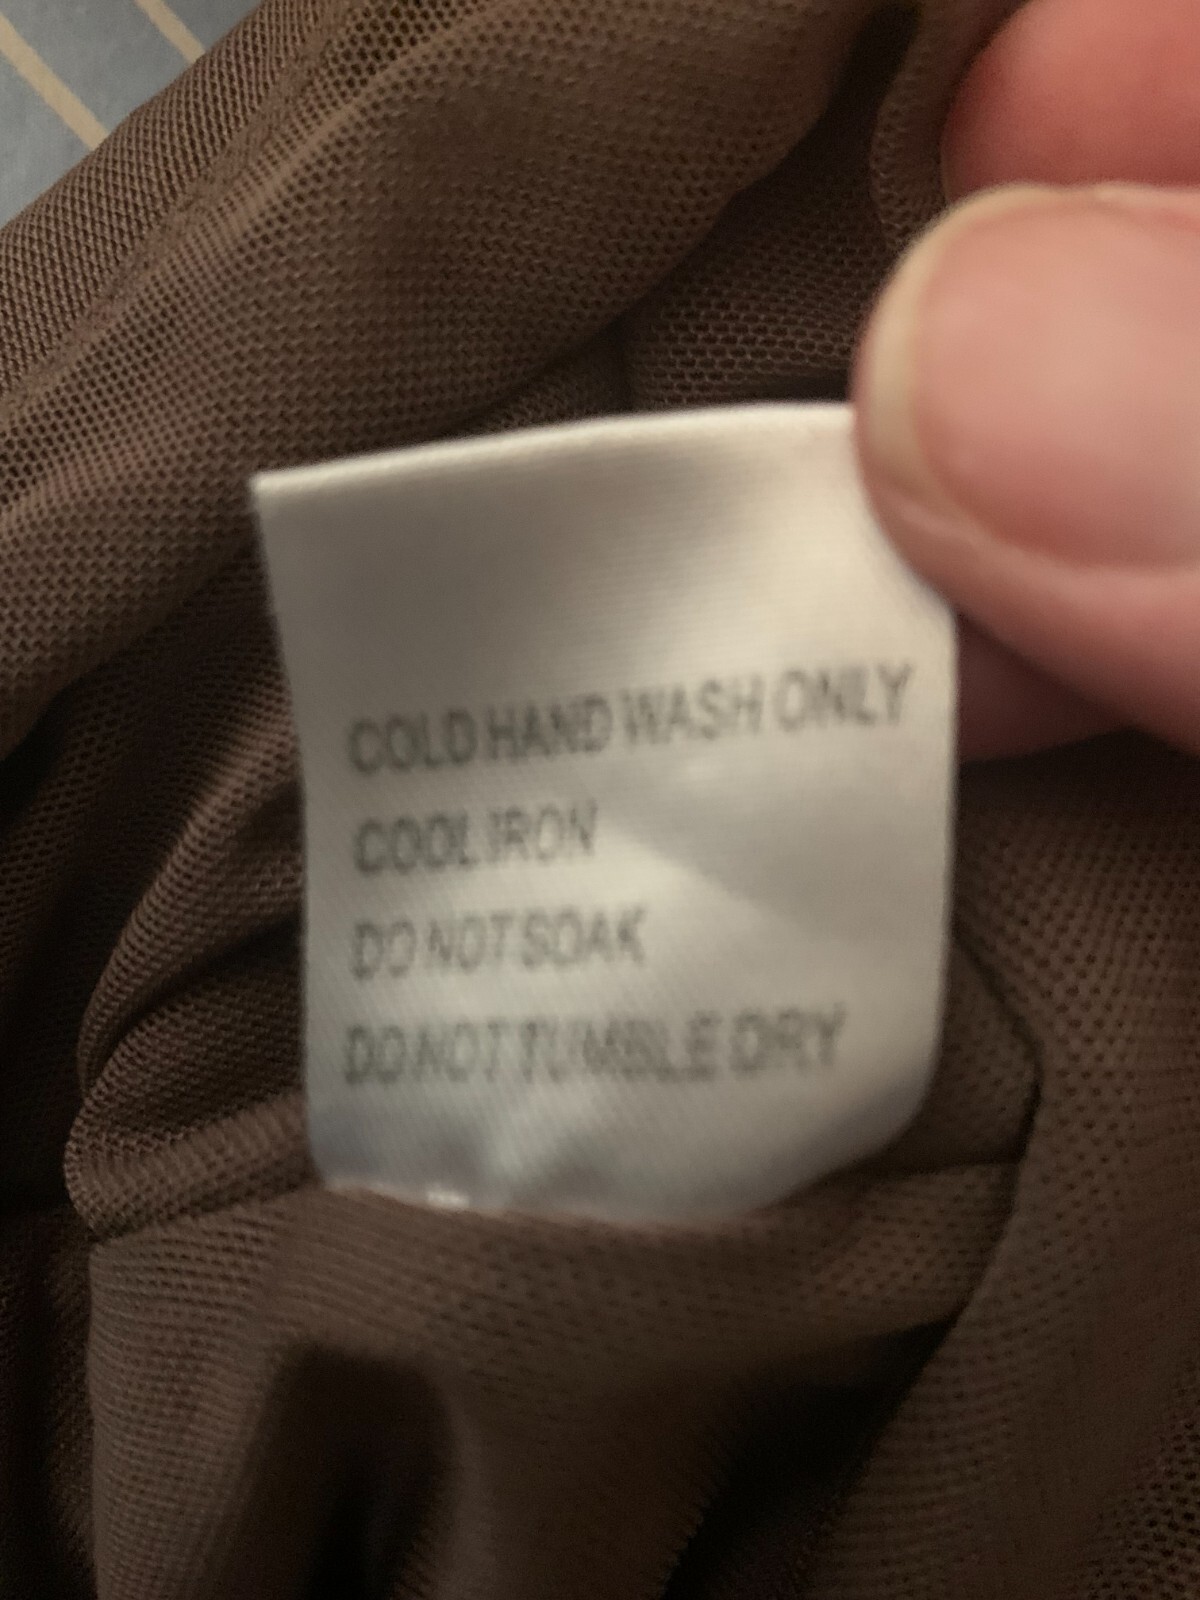 COLD HAND WASH ONLY
COOL IRON
DO NOT SOAK
DO NOT TUMBLE DRY